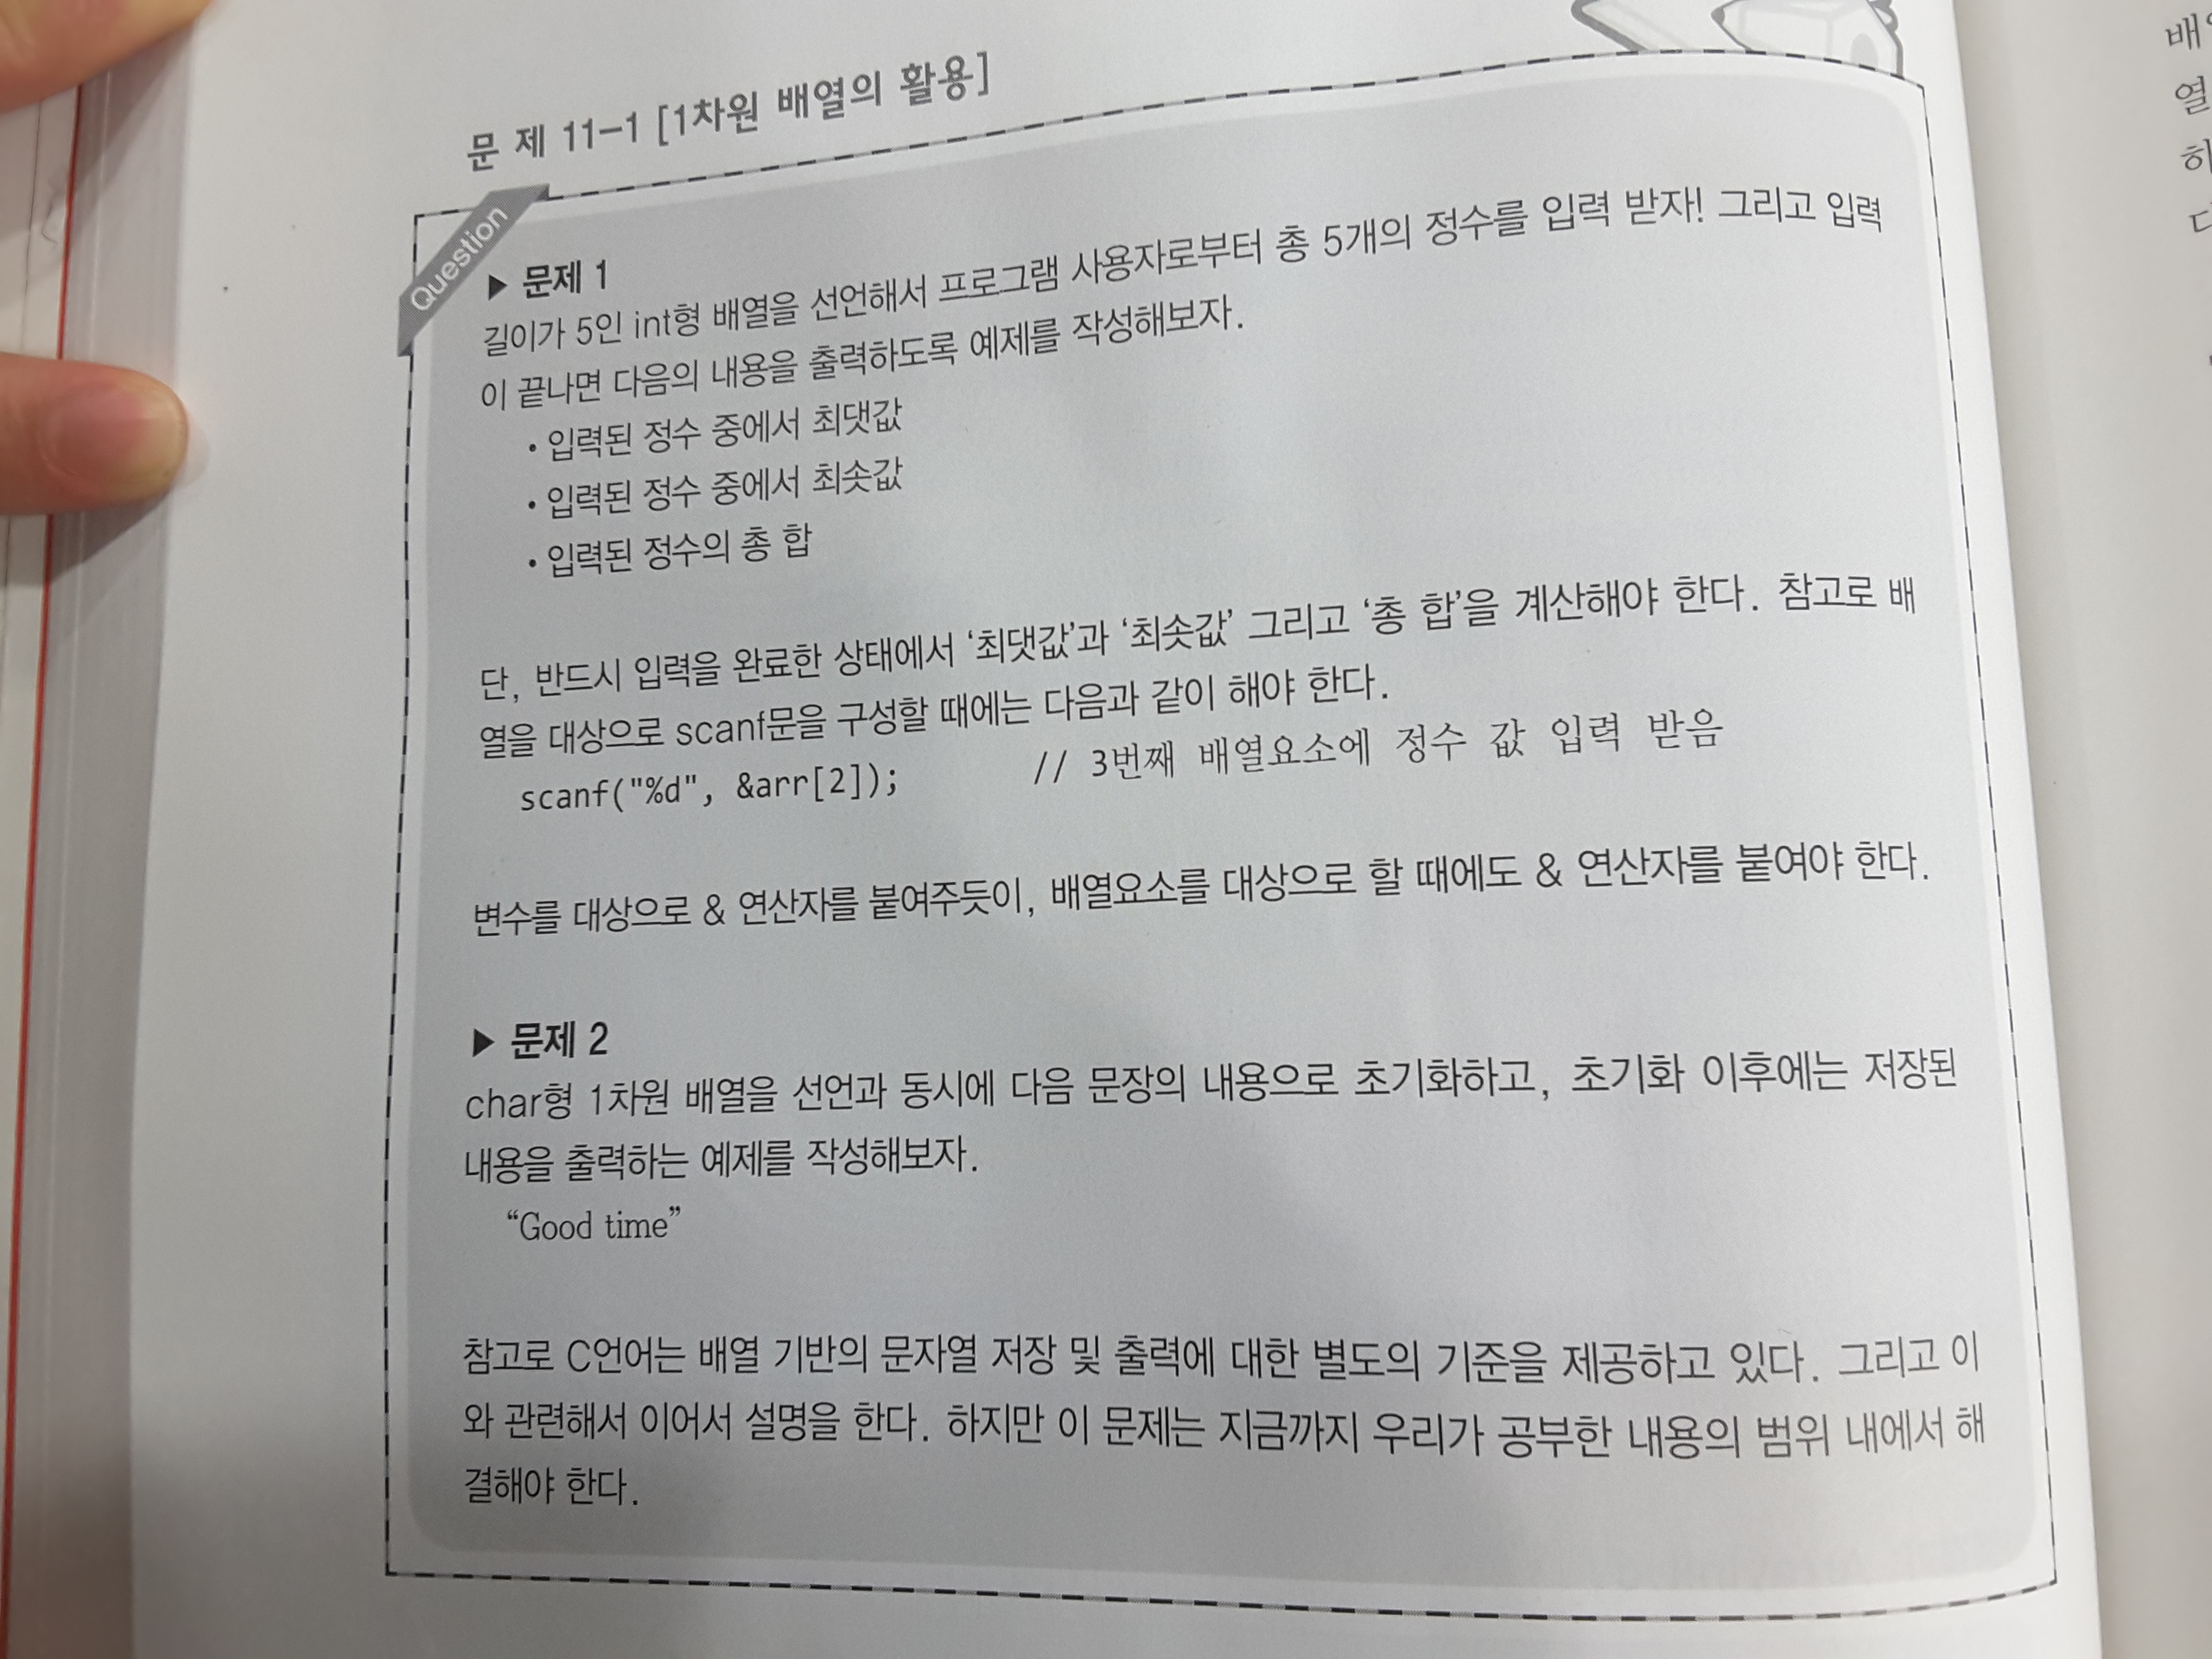 문 제 11-1 [1차원 배열의 활용]
Question
▶ 문제 1
길이가 5인 int형 배열을 선언해서 프로그램 사용자로부터 총 5개의 정수를 입력 받자! 그리고 입력
이 끝나면 다음의 내용을 출력하도록 예제를 작성해보자.
• 입력된 정수 중에서 최댓값
• 입력된 정수 중에서 최솟값
• 입력된 정수의 총 합
단, 반드시 입력을 완료한 상태에서 ‘최댓값’과 ‘최솟값’ 그리고 ‘총 합’을 계산해야 한다. 참고로 배
열을 대상으로 scanf문을 구성할 때에는 다음과 같이 해야 한다.
scanf("%d", &arr[2]); // 3번째 배열요소에 정수 값 입력 받음
변수를 대상으로 & 연산자를 붙여주듯이, 배열요소를 대상으로 할 때에도 & 연산자를 붙여야 한다.
▶ 문제 2
char형 1차원 배열을 선언과 동시에 다음 문장의 내용으로 초기화하고, 초기화 이후에는 저장된
내용을 출력하는 예제를 작성해보자.
“Good time”
참고로 C언어는 배열 기반의 문자열 저장 및 출력에 대한 별도의 기준을 제공하고 있다. 그리고 이
와 관련해서 이어서 설명을 한다. 하지만 이 문제는 지금까지 우리가 공부한 내용의 범위 내에서 해
결해야 한다.